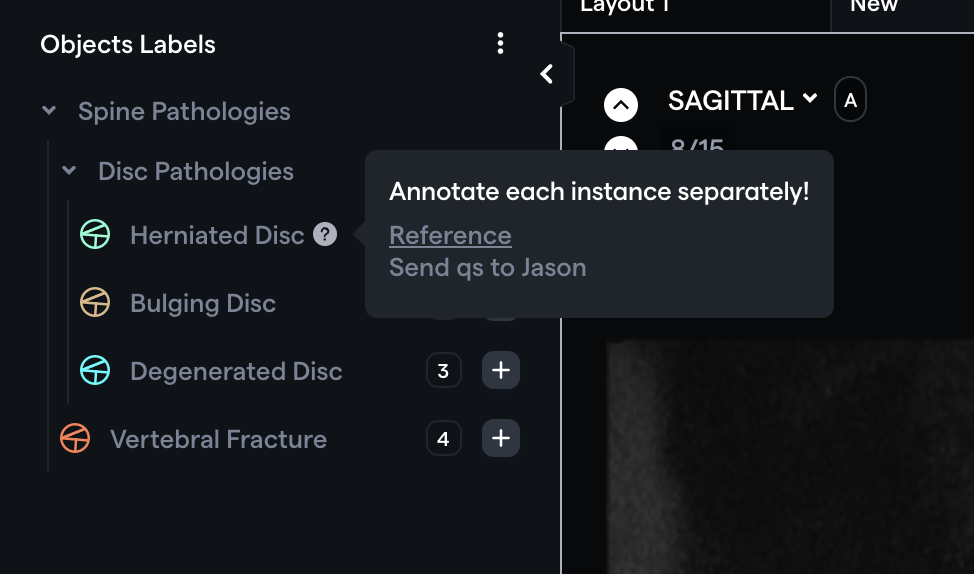 Layout 1
New
Objects Labels
SAGITTAL
A
Spine Pathologies
8/15
Disc Pathologies
Annotate each instance separately!
Herniated Disc ?
Reference
Send qs to Jason
Bulging Disc
Degenerated Disc
3
+
Vertebral Fracture
4
+